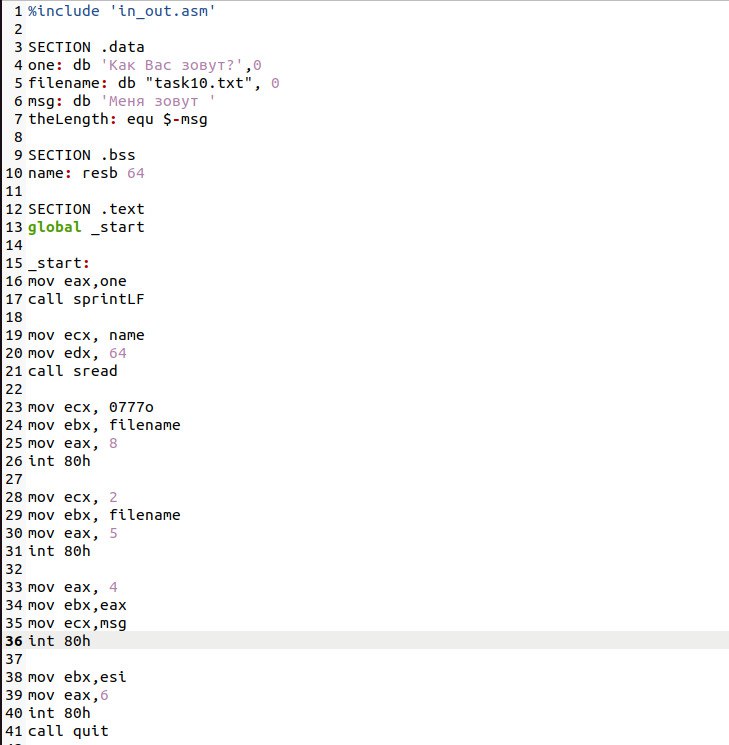 1 %include 'in_out.asm'
2
3 SECTION .data
4 one: db 'Как Вас зовут?',0
5 filename: db "task10.txt", 0
6 msg: db 'Меня зовут '
7 theLength: equ $-msg
8
9 SECTION .bss
10 name: resb 64
11
12 SECTION .text
13 global _start
14
15 _start:
16 mov eax,one
17 call sprintLF
18
19 mov ecx, name
20 mov edx, 64
21 call sread
22
23 mov ecx, 0777o
24 mov ebx, filename
25 mov eax, 8
26 int 80h
27
28 mov ecx, 2
29 mov ebx, filename
30 mov eax, 5
31 int 80h
32
33 mov eax, 4
34 mov ebx,eax
35 mov ecx,msg
36 int 80h
37
38 mov ebx,esi
39 mov eax,6
40 int 80h
41 call quit